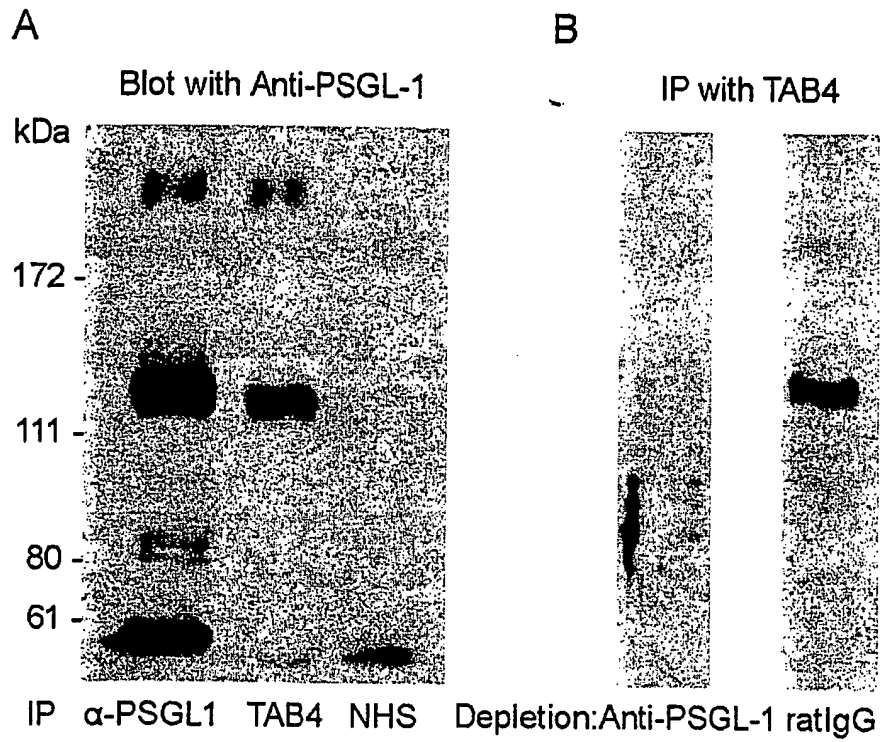 A
B
Blot with Anti-PSGL-1
IP with TAB4
kDa
172 -
111 -
80 -
61 -
IP α-PSGL1 TAB4 NHS
Depletion:Anti-PSGL-1 ratIgG